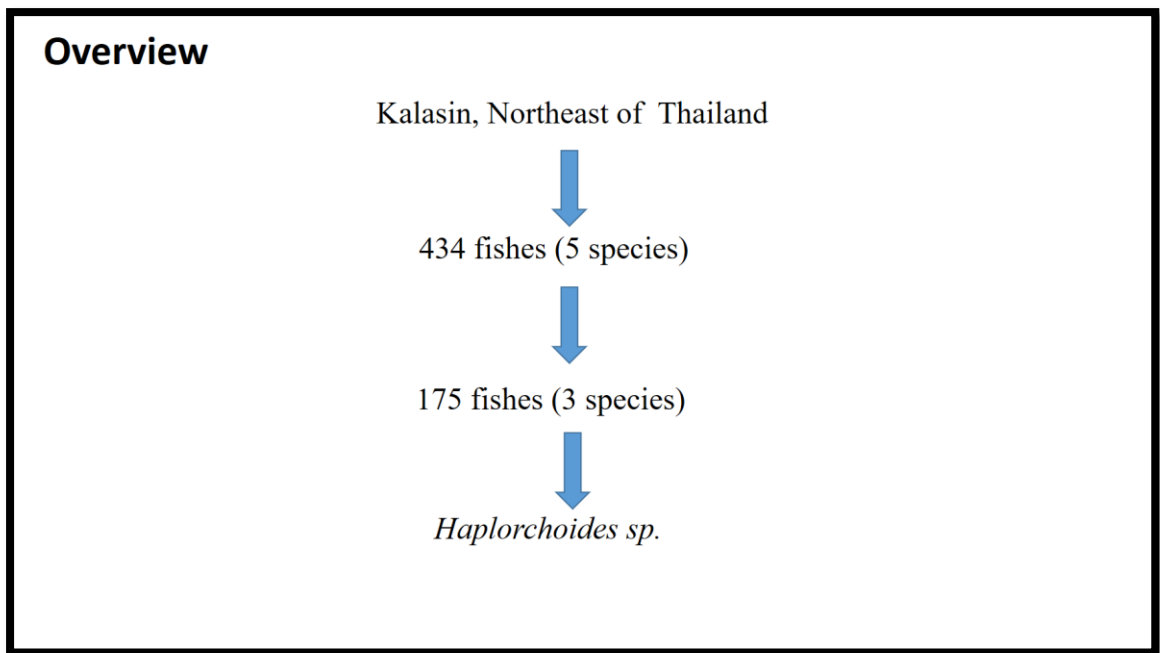 Overview
Kalasin, Northeast of Thailand
434 fishes (5 species)
175 fishes (3 species)
Haplorchoides sp.